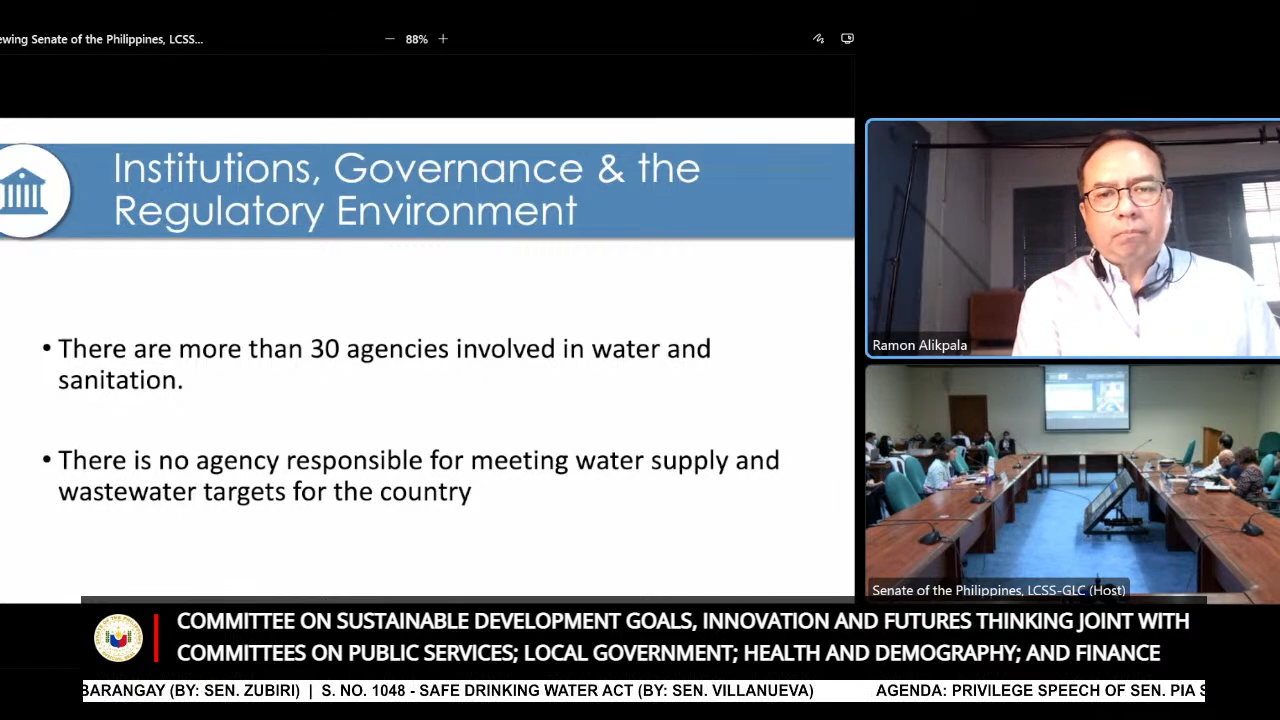 ewing Senate of the Philippines, LCSS...
88%
Institutions, Governance & the
Regulatory Environment
• There are more than 30 agencies involved in water and
sanitation.
• There is no agency responsible for meeting water supply and
wastewater targets for the country
Ramon Alikpala
Senate of the Philippines, LCSS-GLC (Host)
COMMITTEE ON SUSTAINABLE DEVELOPMENT GOALS, INNOVATION AND FUTURES THINKING JOINT WITH
COMMITTEES ON PUBLIC SERVICES; LOCAL GOVERNMENT; HEALTH AND DEMOGRAPHY; AND FINANCE
BARANGAY (BY: SEN. ZUBIRI) | S. NO. 1048 - SAFE DRINKING WATER ACT (BY: SEN. VILLANUEVA) AGENDA: PRIVILEGE SPEECH OF SEN. PIA S